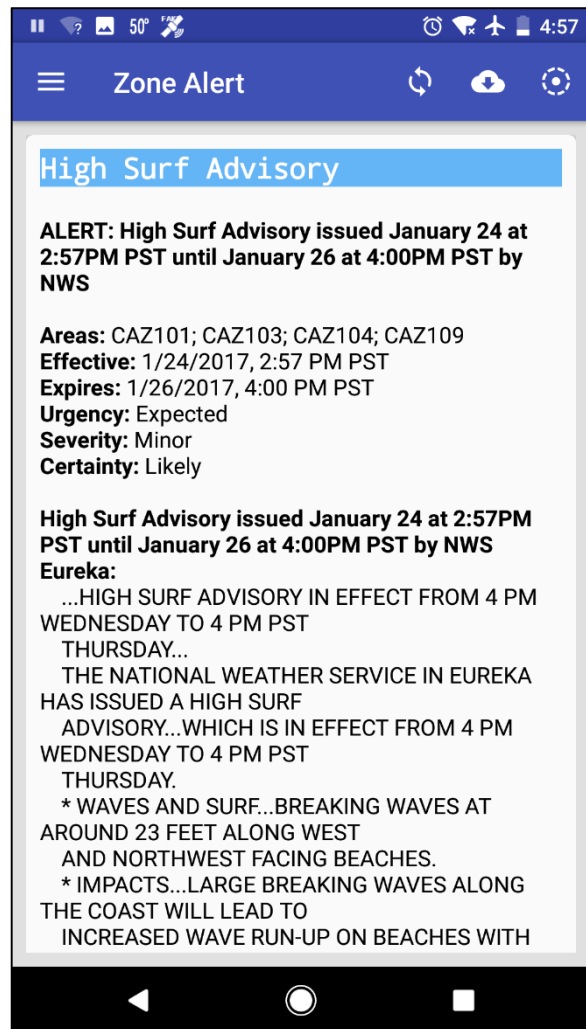 50°
FAKE
4:57
Zone Alert
High Surf Advisory
ALERT: High Surf Advisory issued January 24 at
2:57PM PST until January 26 at 4:00PM PST by
NWS
Areas: CAZ101; CAZ103; CAZ104; CAZ109
Effective: 1/24/2017, 2:57 PM PST
Expires: 1/26/2017, 4:00 PM PST
Urgency: Expected
Severity: Minor
Certainty: Likely
High Surf Advisory issued January 24 at 2:57PM
PST until January 26 at 4:00PM PST by NWS
Eureka:
...HIGH SURF ADVISORY IN EFFECT FROM 4 PM
WEDNESDAY TO 4 PM PST
THURSDAY...
THE NATIONAL WEATHER SERVICE IN EUREKA
HAS ISSUED A HIGH SURF
ADVISORY...WHICH IS IN EFFECT FROM 4 PM
WEDNESDAY TO 4 PM PST
THURSDAY.
* WAVES AND SURF...BREAKING WAVES AT
AROUND 23 FEET ALONG WEST
AND NORTHWEST FACING BEACHES.
* IMPACTS...LARGE BREAKING WAVES ALONG
THE COAST WILL LEAD TO
INCREASED WAVE RUN-UP ON BEACHES WITH